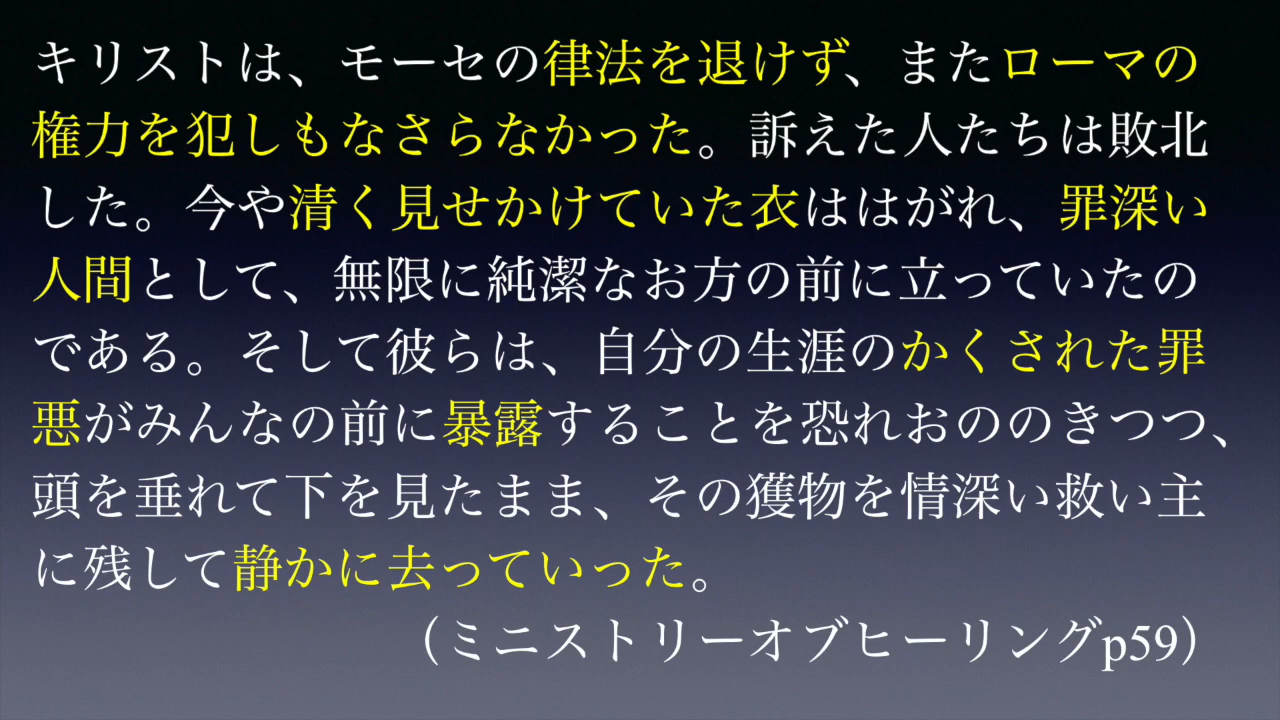 キリストは、モーセの律法を退けず、またローマの
権力を犯しもなさらなかった。訴えた人たちは敗北
した。今や清く見せかけていた衣ははがれ、罪深い
人間として、無限に純潔なお方の前に立っていたの
である。そして彼らは、自分の生涯のかくされた罪
悪がみんなの前に暴露することを恐れおののきつつ、
頭を垂れて下を見たまま、その獲物を情深い救い主
に残して静かに去っていった。
（ミニストリーオブヒーリングp59）